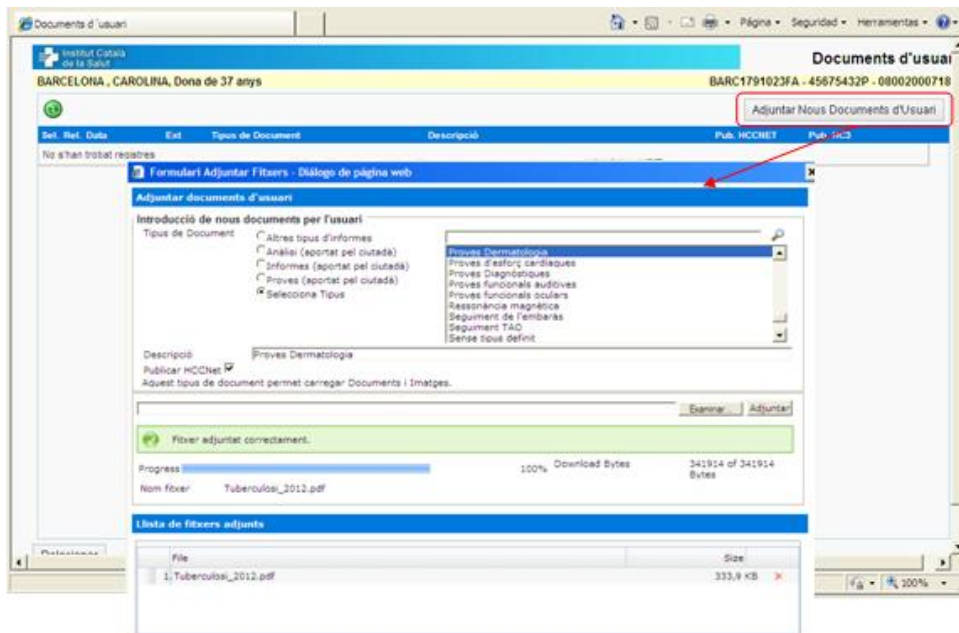 Documents d´usuari
Página
Seguridad
Herramientas
Institut Català
de la Salut
Documents d'usuar
BARCELONA , CAROLINA, Dona de 37 anys
BARC1791023FA - 45675432P - 08002000718
Adjuntar Nous Documents d'Usuari
Sel. Rel. Data Ext Tipus de Document Descripció Pub. HCCNET Pub. HC3
No s'han trobat registres
Formulari Adjuntar Fitxers - Diálogo de página web
Adjuntar documents d'usuari
Introducció de nous documents per l'usuari
Tipus de Document
Altres tipus d'informes
Anàlisi (aportat pel ciutadà)
Informes (aportat pel ciutadà)
Proves (aportat pel ciutadà)
Selecciona Tipus
Proves Dermatologia
Proves d'esforç cardíaques
Proves Diagnòstiques
Proves funcionals auditives
Proves funcionals oculars
Ressonància magnètica
Seguiment de l'embaràs
Seguiment TAO
Sense tipus definit
Descripció Proves Dermatologia
Publicar HCCNet
Aquest tipus de document permet carregar Documents i Imatges.
Examinar... Adjuntar
Fitxer adjuntat correctament.
Progress 100% Download Bytes 341914 of 341914
Bytes
Nom fitxer Tuberculosi_2012.pdf
Llista de fitxers adjunts
File Size
1. Tuberculosi_2012.pdf 333,9 KB
100%